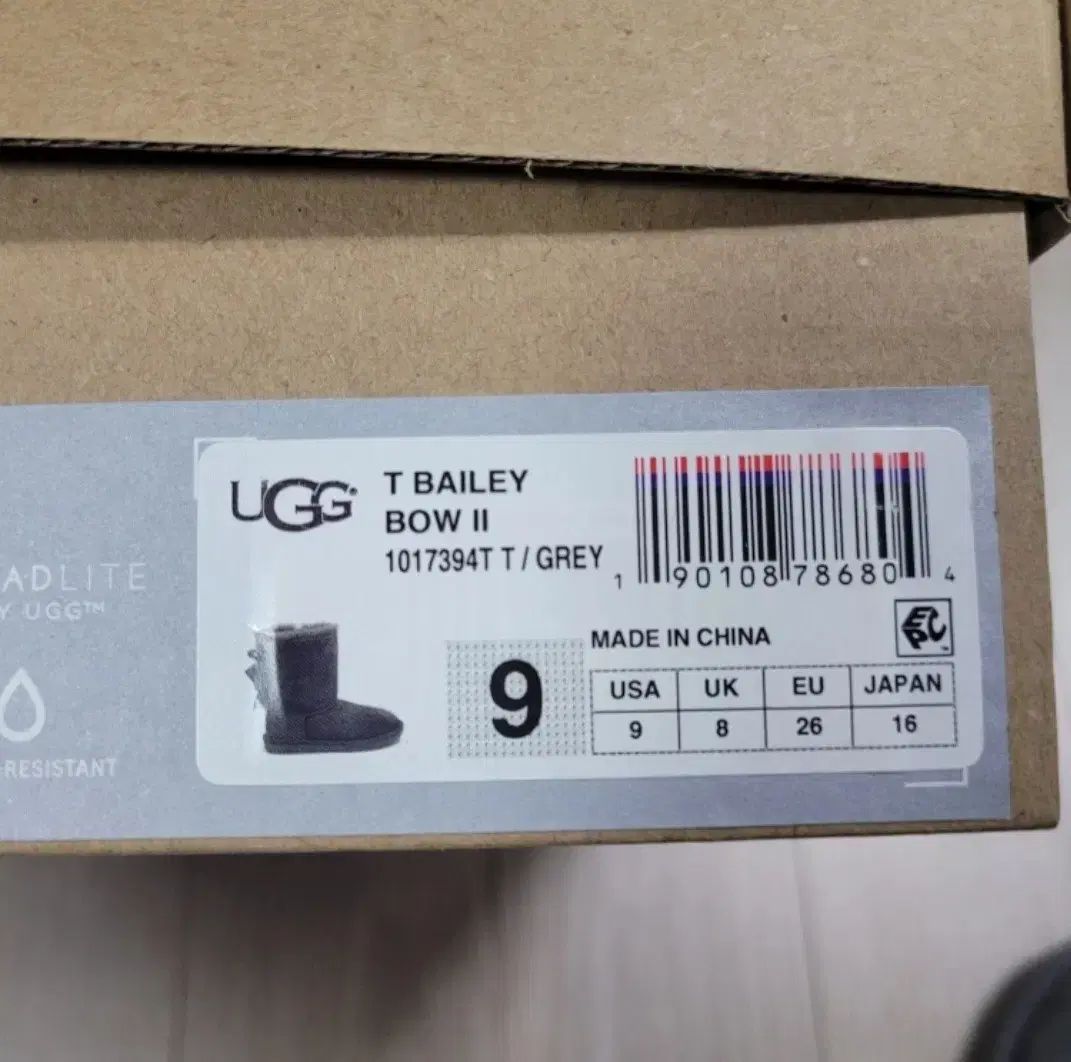 UGG®
T BAILEY
BOW II
1017394T T / GREY
1 90108 78680 4
ADLITE
Y UGG™
RESISTANT
MADE IN CHINA
EPC™
9
USA UK EU JAPAN
9 8 26 16